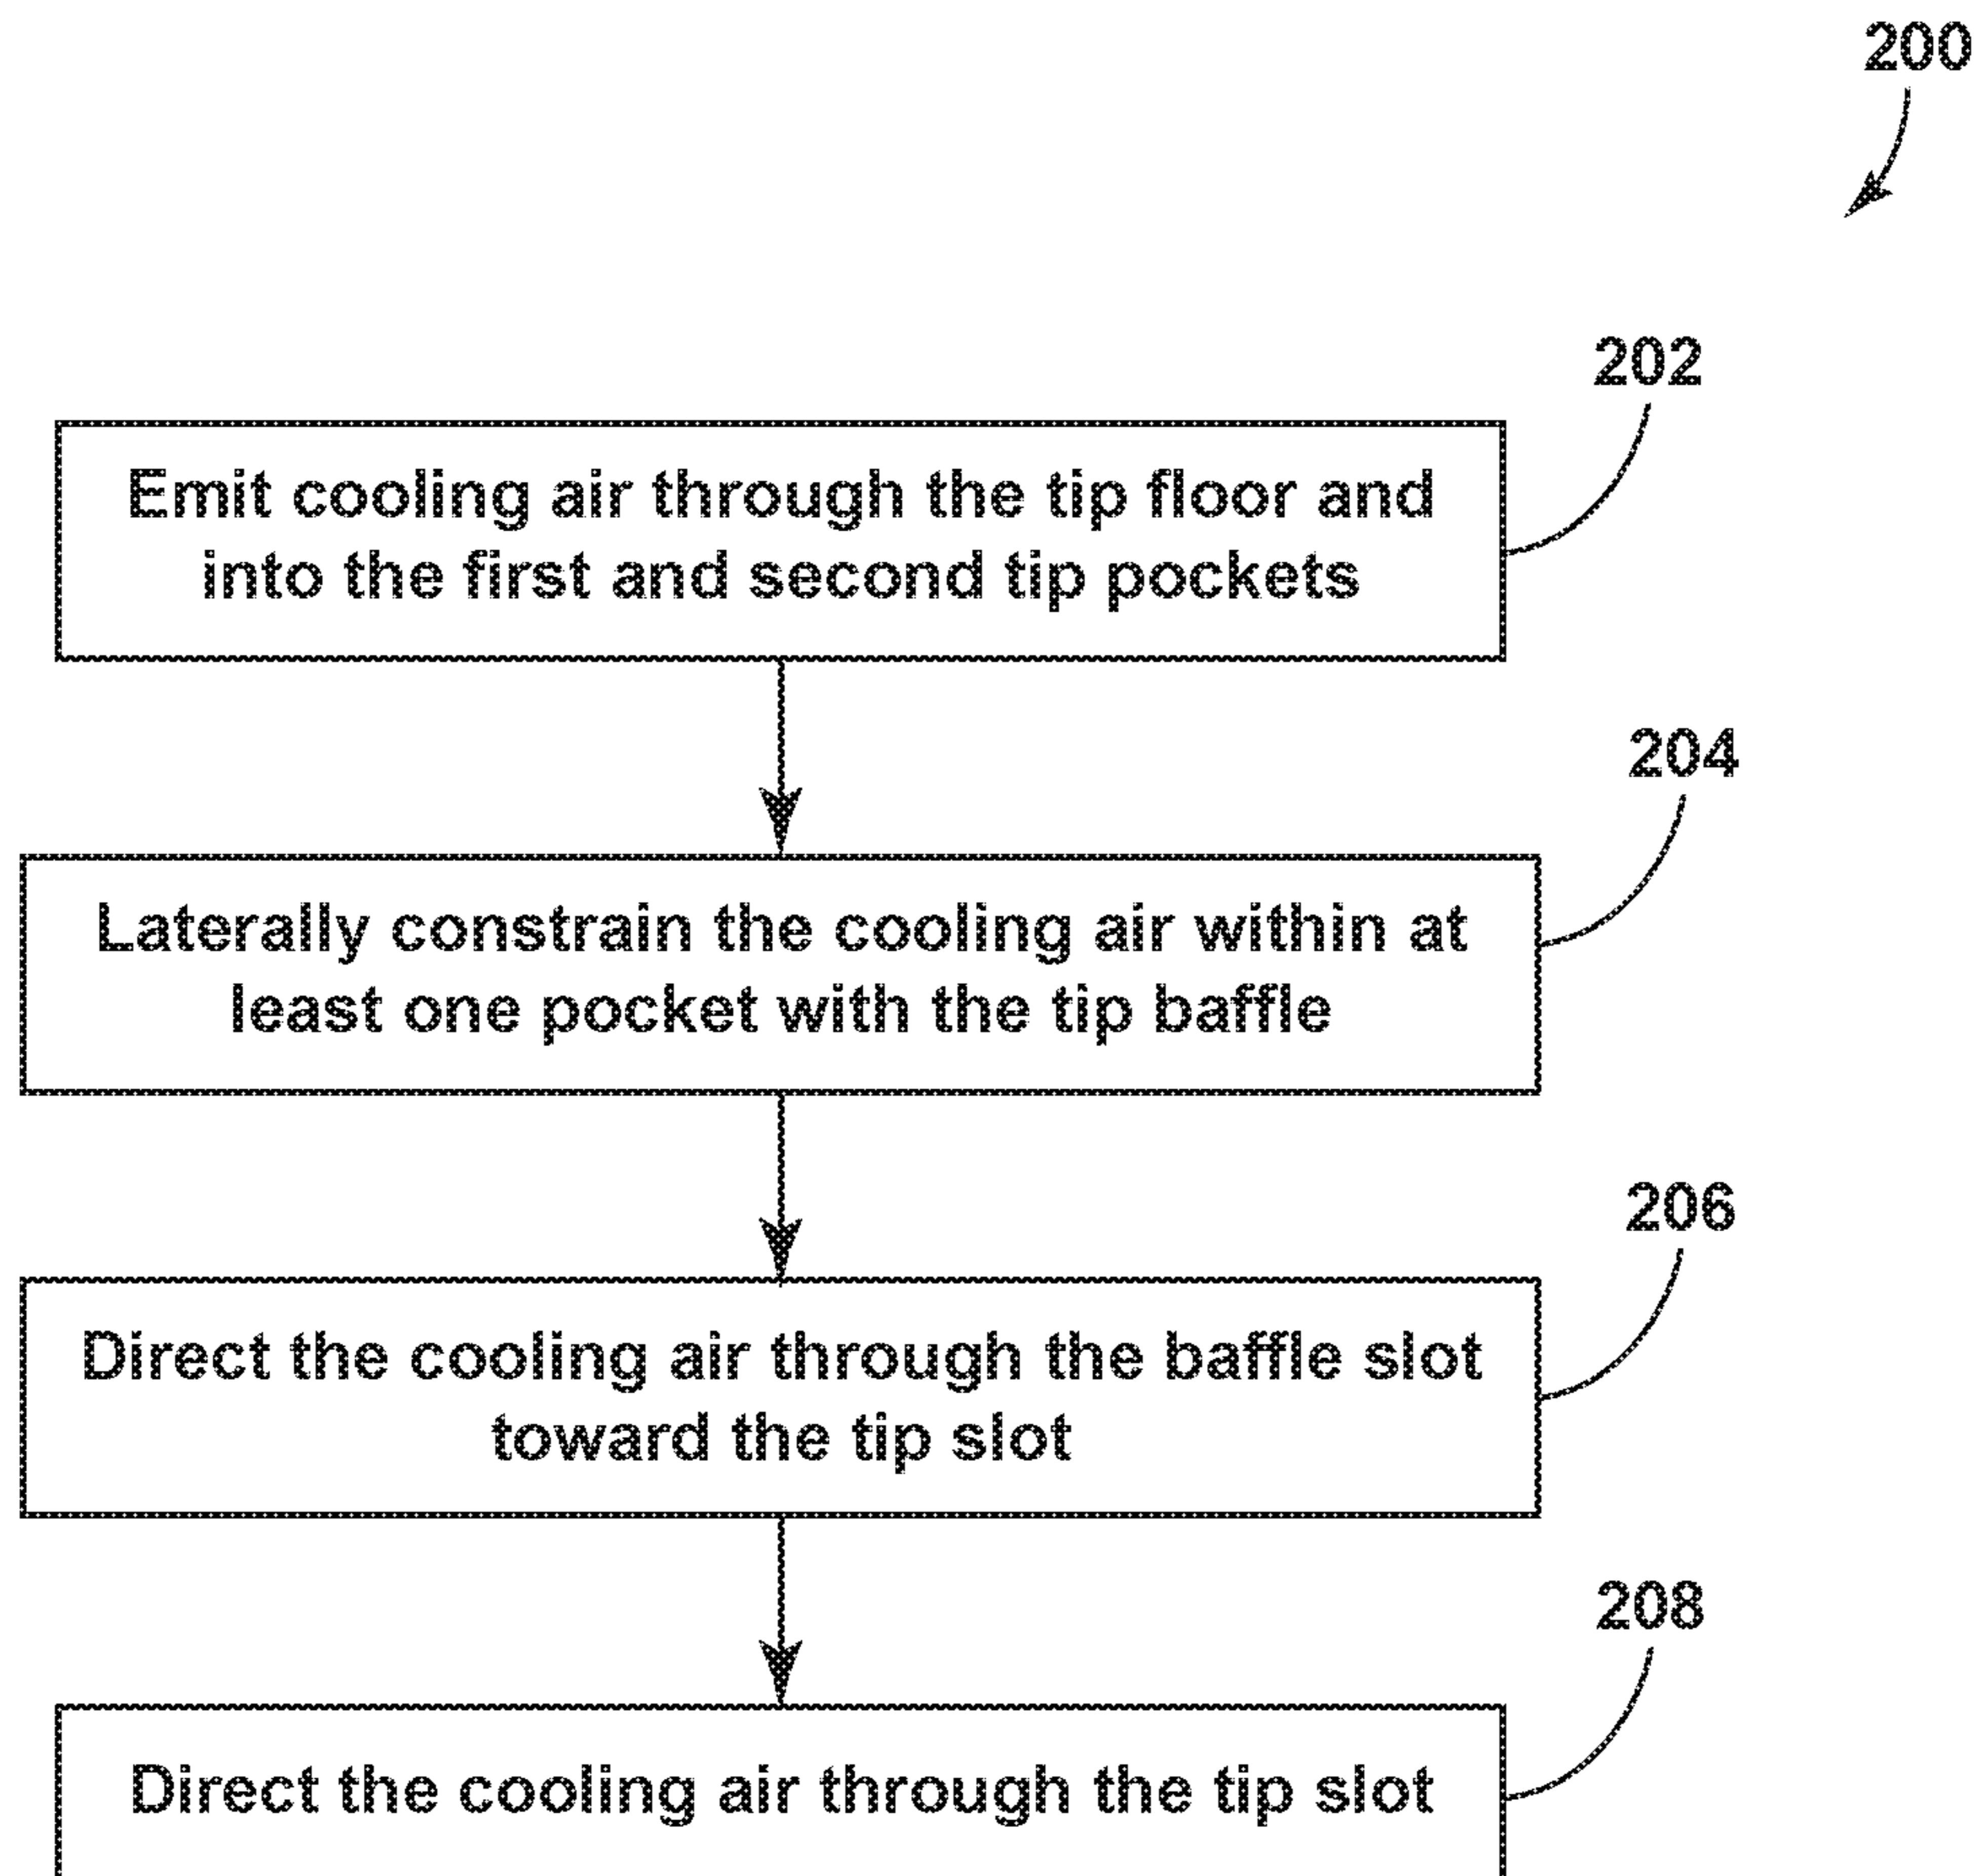 200
202
Emit cooling air through the tip floor and
into the first and second tip pockets
204
Laterally constrain the cooling air within at
least one pocket with the tip baffle
206
Direct the cooling air through the baffle slot
toward the tip slot
208
Direct the cooling air through the tip slot